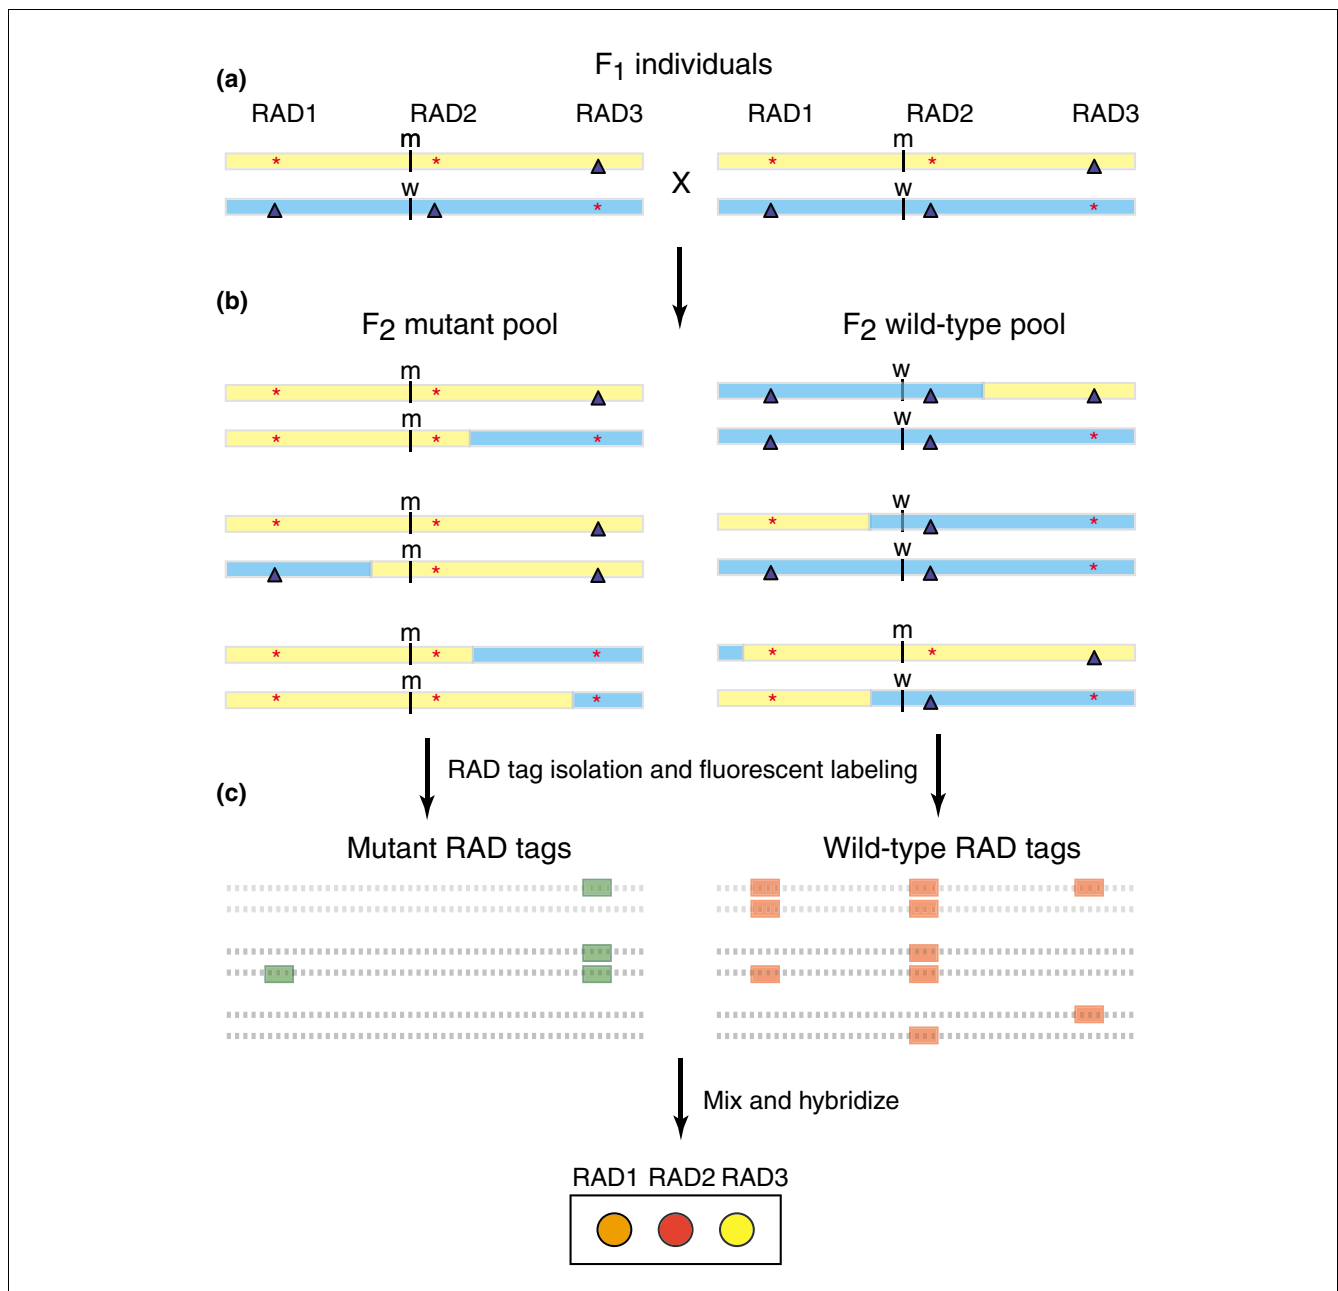 (a)
F1 individuals
RAD1 RAD2 RAD3 RAD1 RAD2 RAD3
m m
* * * *
w X w
* *
(b)
F2 mutant pool F2 wild-type pool
m w
* *
m w
* * * *
m w
* * * *
m w
* *
m m
* * * * *
m w
* * * * *
RAD tag isolation and fluorescent labeling
(c)
Mutant RAD tags Wild-type RAD tags
Mix and hybridize
RAD1 RAD2 RAD3